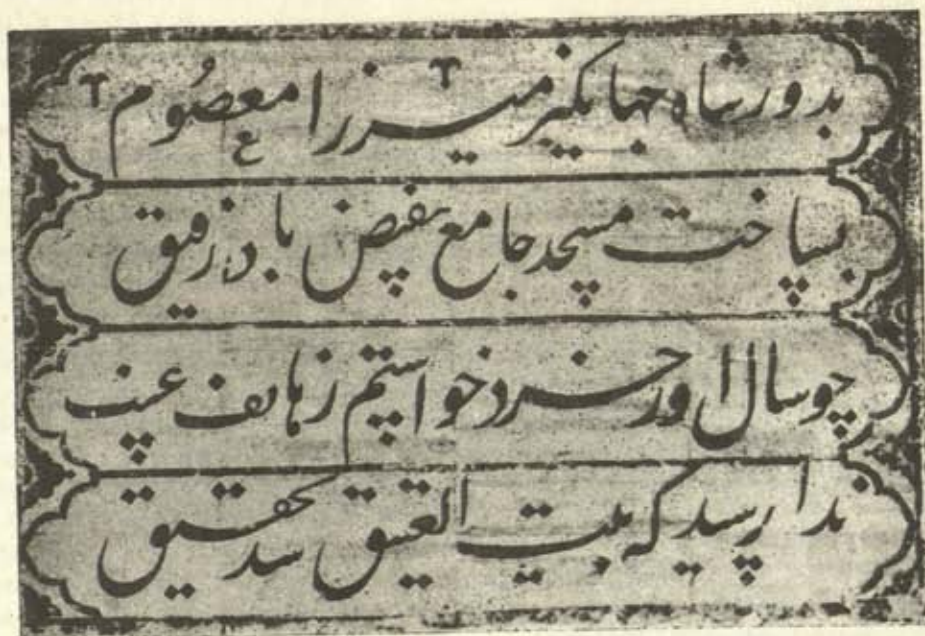 بدور شاه جهانگیر میرزا معصوم
بساخت مسجد جامع بفیض باد رفیق
چو سال او ز خرد خواستم ز هاتف غیب
ندا رسید که بیت العتیق شد تحقیق